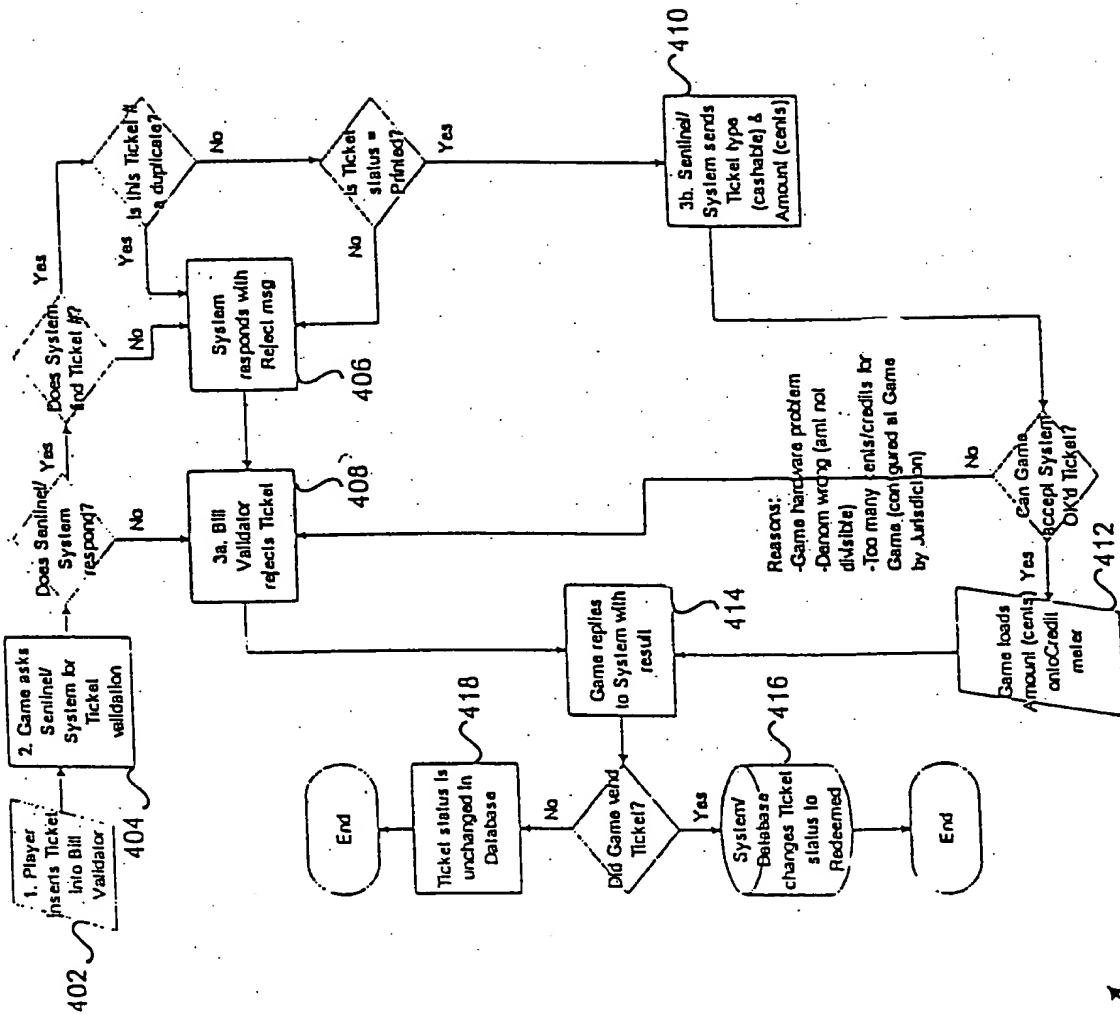 1. Player
Inserts Ticket
Into Bill
Validator
402
2. Game asks
Sentinel/
System for
Ticket
validation
404
Does Sentinel/
System
respond?
Yes
No
Does System
find Ticket #?
Yes
No
Is this Ticket #
a duplicate?
Yes
No
Is Ticket
status =
Printed?
No
Yes
System
responds with
Reject msg
406
3a. Bill
Validator
rejects Ticket
408
3b. Sentinel/
System sends
Ticket type
(cashable) &
Amount (cents)
410
Reasons:
-Game hardware problem
-Denom wrong (amt not
divisible)
-Too many cents/credits for
Game (configured at Game
by Jurisdiction)
Can Game
accept System
OK'd Ticket?
No
Yes
Game loads
Amount (cents)
onto Credit
meter
412
Game replies
to System with
result
414
Did Game vend
Ticket?
No
Yes
Ticket status is
unchanged in
Database
418
End
System/
Database
changes Ticket
status to
Redeemed
416
End